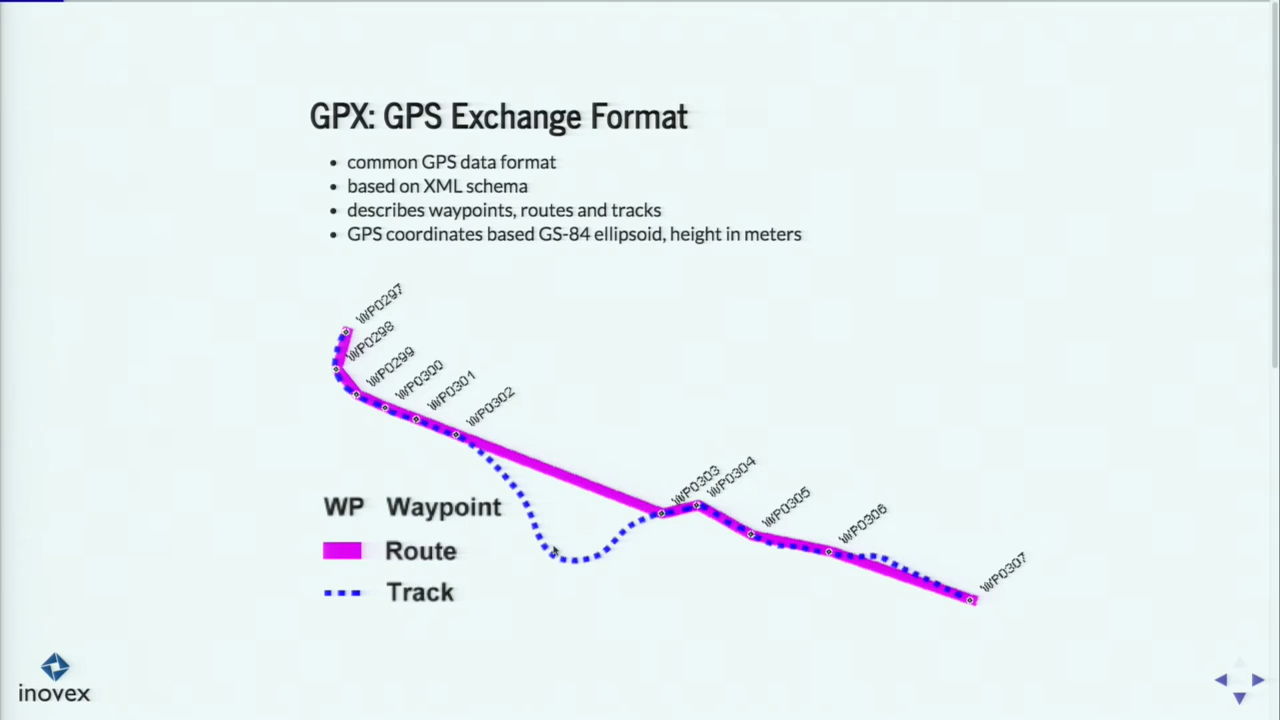 GPX: GPS Exchange Format
common GPS data format
based on XML schema
describes waypoints, routes and tracks
GPS coordinates based GS-84 ellipsoid, height in meters
WP0297
WP0298
WP0299
WP0300
WP0301
WP0302
WP0303
WP0304
WP0305
WP0306
WP0307
WP Waypoint
Route
Track
inovex